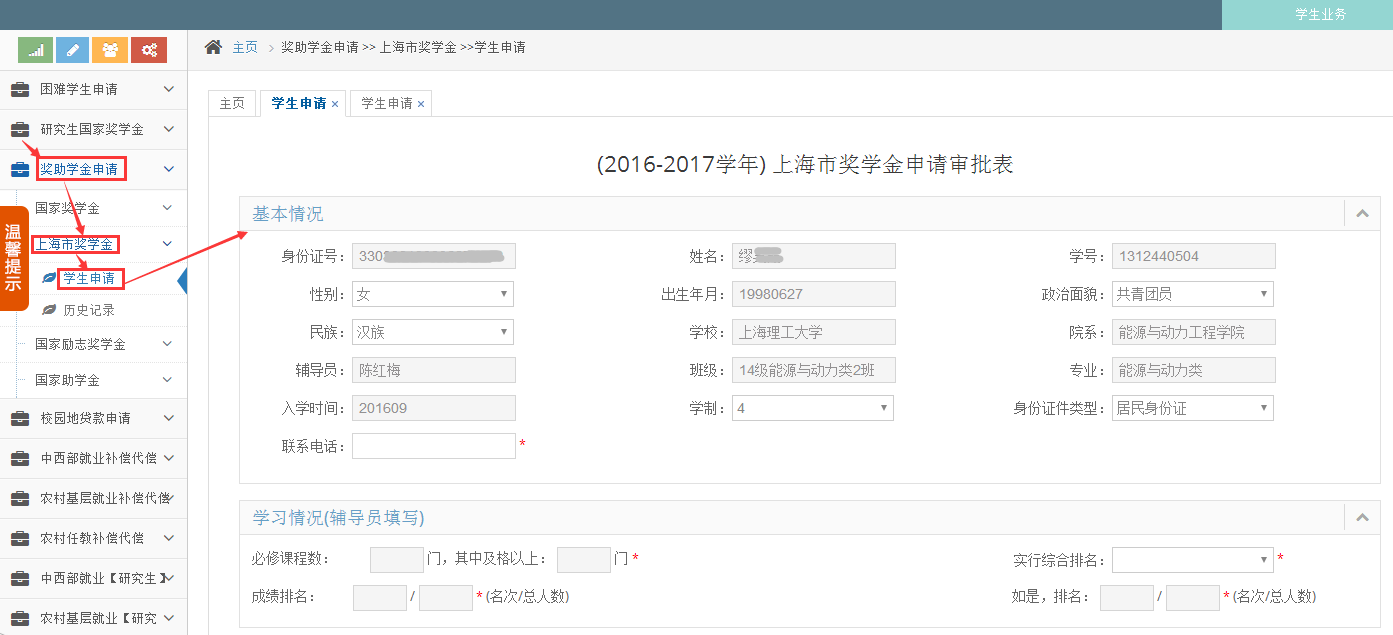 学生业务
主页 > 奖助学金申请 >> 上海市奖学金 >>学生申请
困难学生申请
研究生国家奖学金
奖助学金申请
国家奖学金
上海市奖学金
学生申请
历史记录
国家励志奖学金
国家助学金
校园地贷款申请
中西部就业补偿代偿
农村基层就业补偿代偿
农村任教补偿代偿
中西部就业【研究生】
农村基层就业【研究
温馨提示
主页 学生申请 × 学生申请 ×
(2016-2017学年) 上海市奖学金申请审批表
基本情况
身份证号: 330 姓名: 缪 学号: 1312440504
性别: 女 出生年月: 19980627 政治面貌: 共青团员
民族: 汉族 学校: 上海理工大学 院系: 能源与动力工程学院
辅导员: 陈红梅 班级: 14级能源与动力类2班 专业: 能源与动力类
入学时间: 201609 学制: 4 身份证件类型: 居民身份证
联系电话: *
学习情况(辅导员填写)
必修课程数: 门，其中及格以上: 门 * 实行综合排名: *
成绩排名: / * (名次/总人数) 如是，排名: / * (名次/总人数)